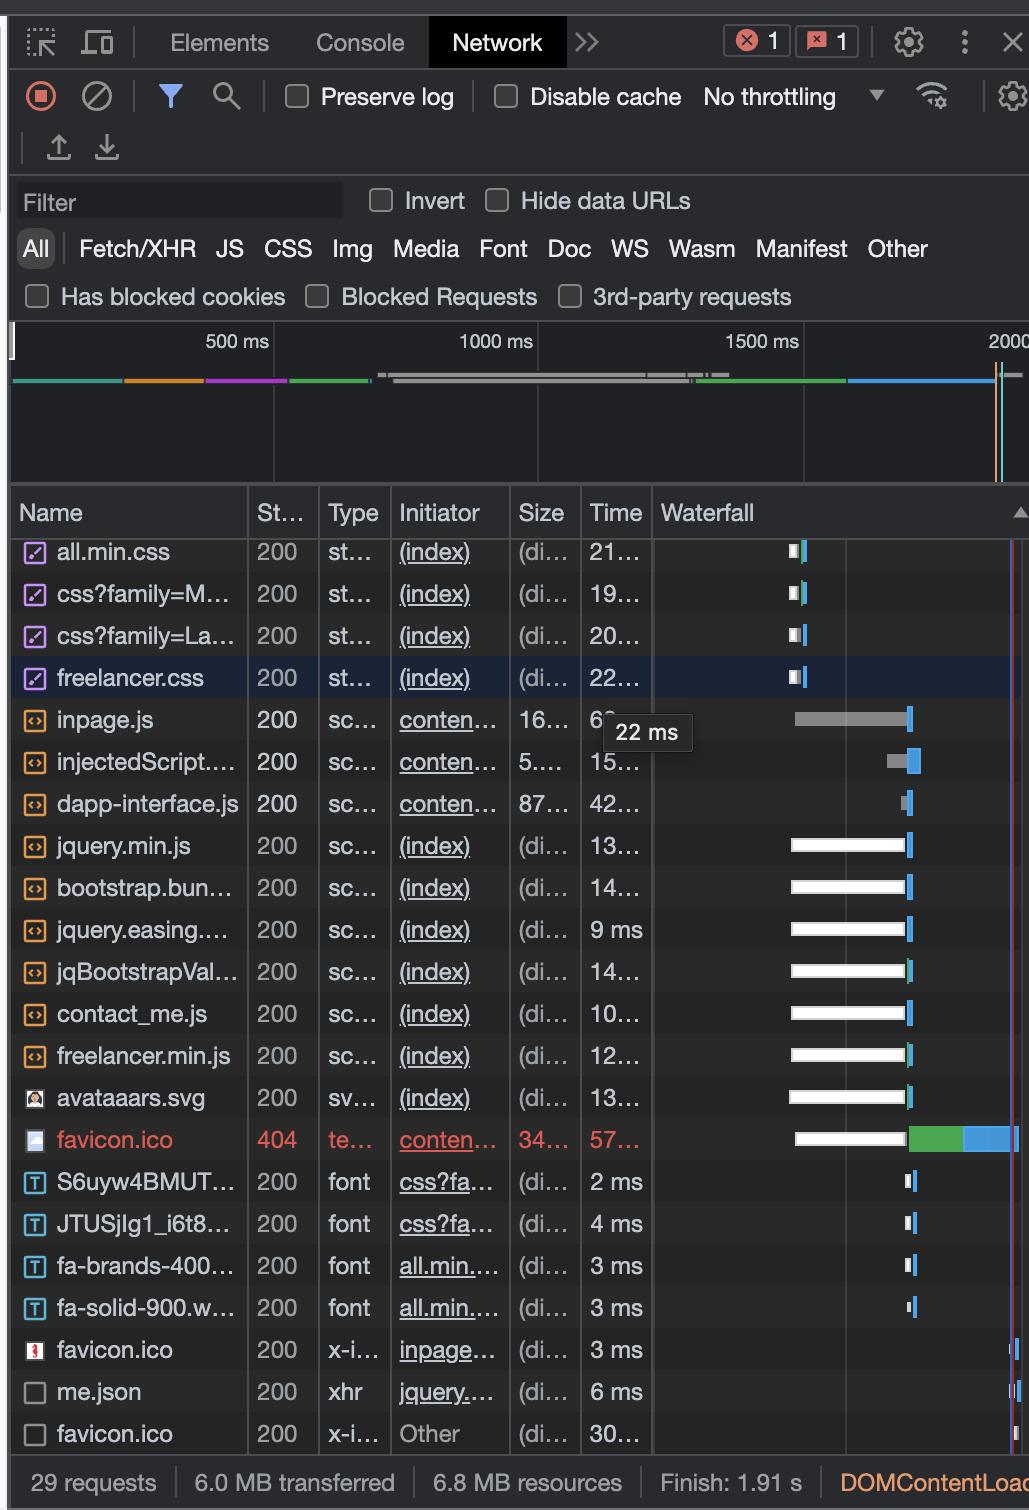 Elements Console Network 1 1
Preserve log Disable cache No throttling
Filter Invert Hide data URLs
All Fetch/XHR JS CSS Img Media Font Doc WS Wasm Manifest Other
Has blocked cookies Blocked Requests 3rd-party requests
500 ms 1000 ms 1500 ms 2000
Name St... Type Initiator Size Time Waterfall
all.min.css 200 st... (index) (di... 21...
css?family=M... 200 st... (index) (di... 19...
css?family=La... 200 st... (index) (di... 20...
freelancer.css 200 st... (index) (di... 22...
inpage.js 200 sc... conten... 16...
22 ms
injectedScript.... 200 sc... conten... 5.... 15...
dapp-interface.js 200 sc... conten... 87... 42...
jquery.min.js 200 sc... (index) (di... 13...
bootstrap.bun... 200 sc... (index) (di... 14...
jquery.easing.... 200 sc... (index) (di... 9 ms
jqBootstrapVal... 200 sc... (index) (di... 14...
contact_me.js 200 sc... (index) (di... 10...
freelancer.min.js 200 sc... (index) (di... 12...
avataaars.svg 200 sv... (index) (di... 13...
favicon.ico 404 te... conten... 34... 57...
S6uyw4BMUT... 200 font css?fa... (di... 2 ms
JTUSjIg1_i6t8... 200 font css?fa... (di... 4 ms
fa-brands-400... 200 font all.min.... (di... 3 ms
fa-solid-900.w... 200 font all.min.... (di... 3 ms
favicon.ico 200 x-i... inpage... (di... 3 ms
me.json 200 xhr jquery.... (di... 6 ms
favicon.ico 200 x-i... Other (di... 30...
29 requests 6.0 MB transferred 6.8 MB resources Finish: 1.91 s DOMContentLoad